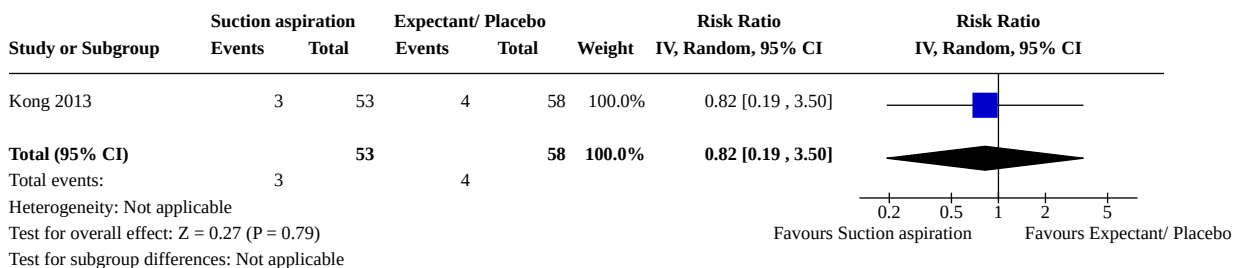 Suction aspiration Expectant/ Placebo Risk Ratio Risk Ratio
Study or Subgroup Events Total Events Total Weight IV, Random, 95% CI IV, Random, 95% CI
Kong 2013 3 53 4 58 100.0% 0.82 [0.19 , 3.50]
Total (95% CI) 53 58 100.0% 0.82 [0.19 , 3.50]
Total events: 3 4
Heterogeneity: Not applicable
0.2 0.5 1 2 5
Test for overall effect: Z = 0.27 (P = 0.79)
Favours Suction aspiration Favours Expectant/ Placebo
Test for subgroup differences: Not applicable